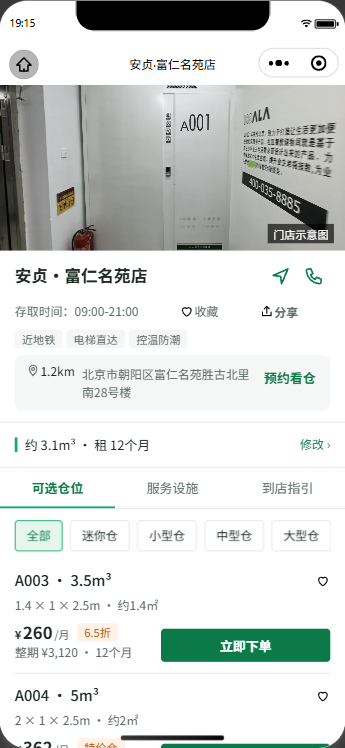 19:15
安贞·富仁名苑店
A001
400-035-8885
门店示意图
安贞·富仁名苑店
存取时间：09:00-21:00
收藏
分享
近地铁
电梯直达
控温防潮
1.2km
北京市朝阳区富仁名苑胜古北里
南28号楼
预约看仓
约 3.1m³ · 租 12个月
修改 ›
可选仓位
服务设施
到店指引
全部
迷你仓
小型仓
中型仓
大型仓
A003 · 3.5m³
1.4 × 1 × 2.5m · 约1.4㎡
¥260/月
6.5折
整期 ¥3,120 · 12个月
立即下单
A004 · 5m³
2 × 1 × 2.5m · 约2㎡
¥362/月
特价仓